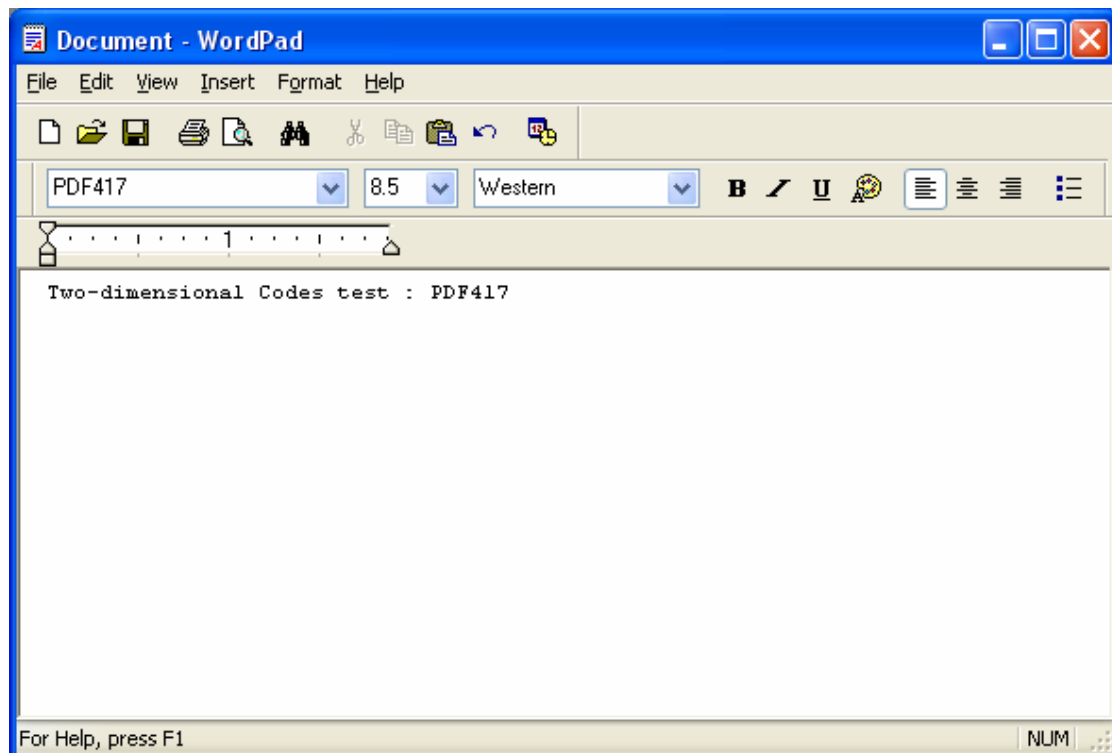 Document - WordPad
File Edit View Insert Format Help
PDF417 8.5 Western B I U
1
Two-dimensional Codes test : PDF417
For Help, press F1 NUM